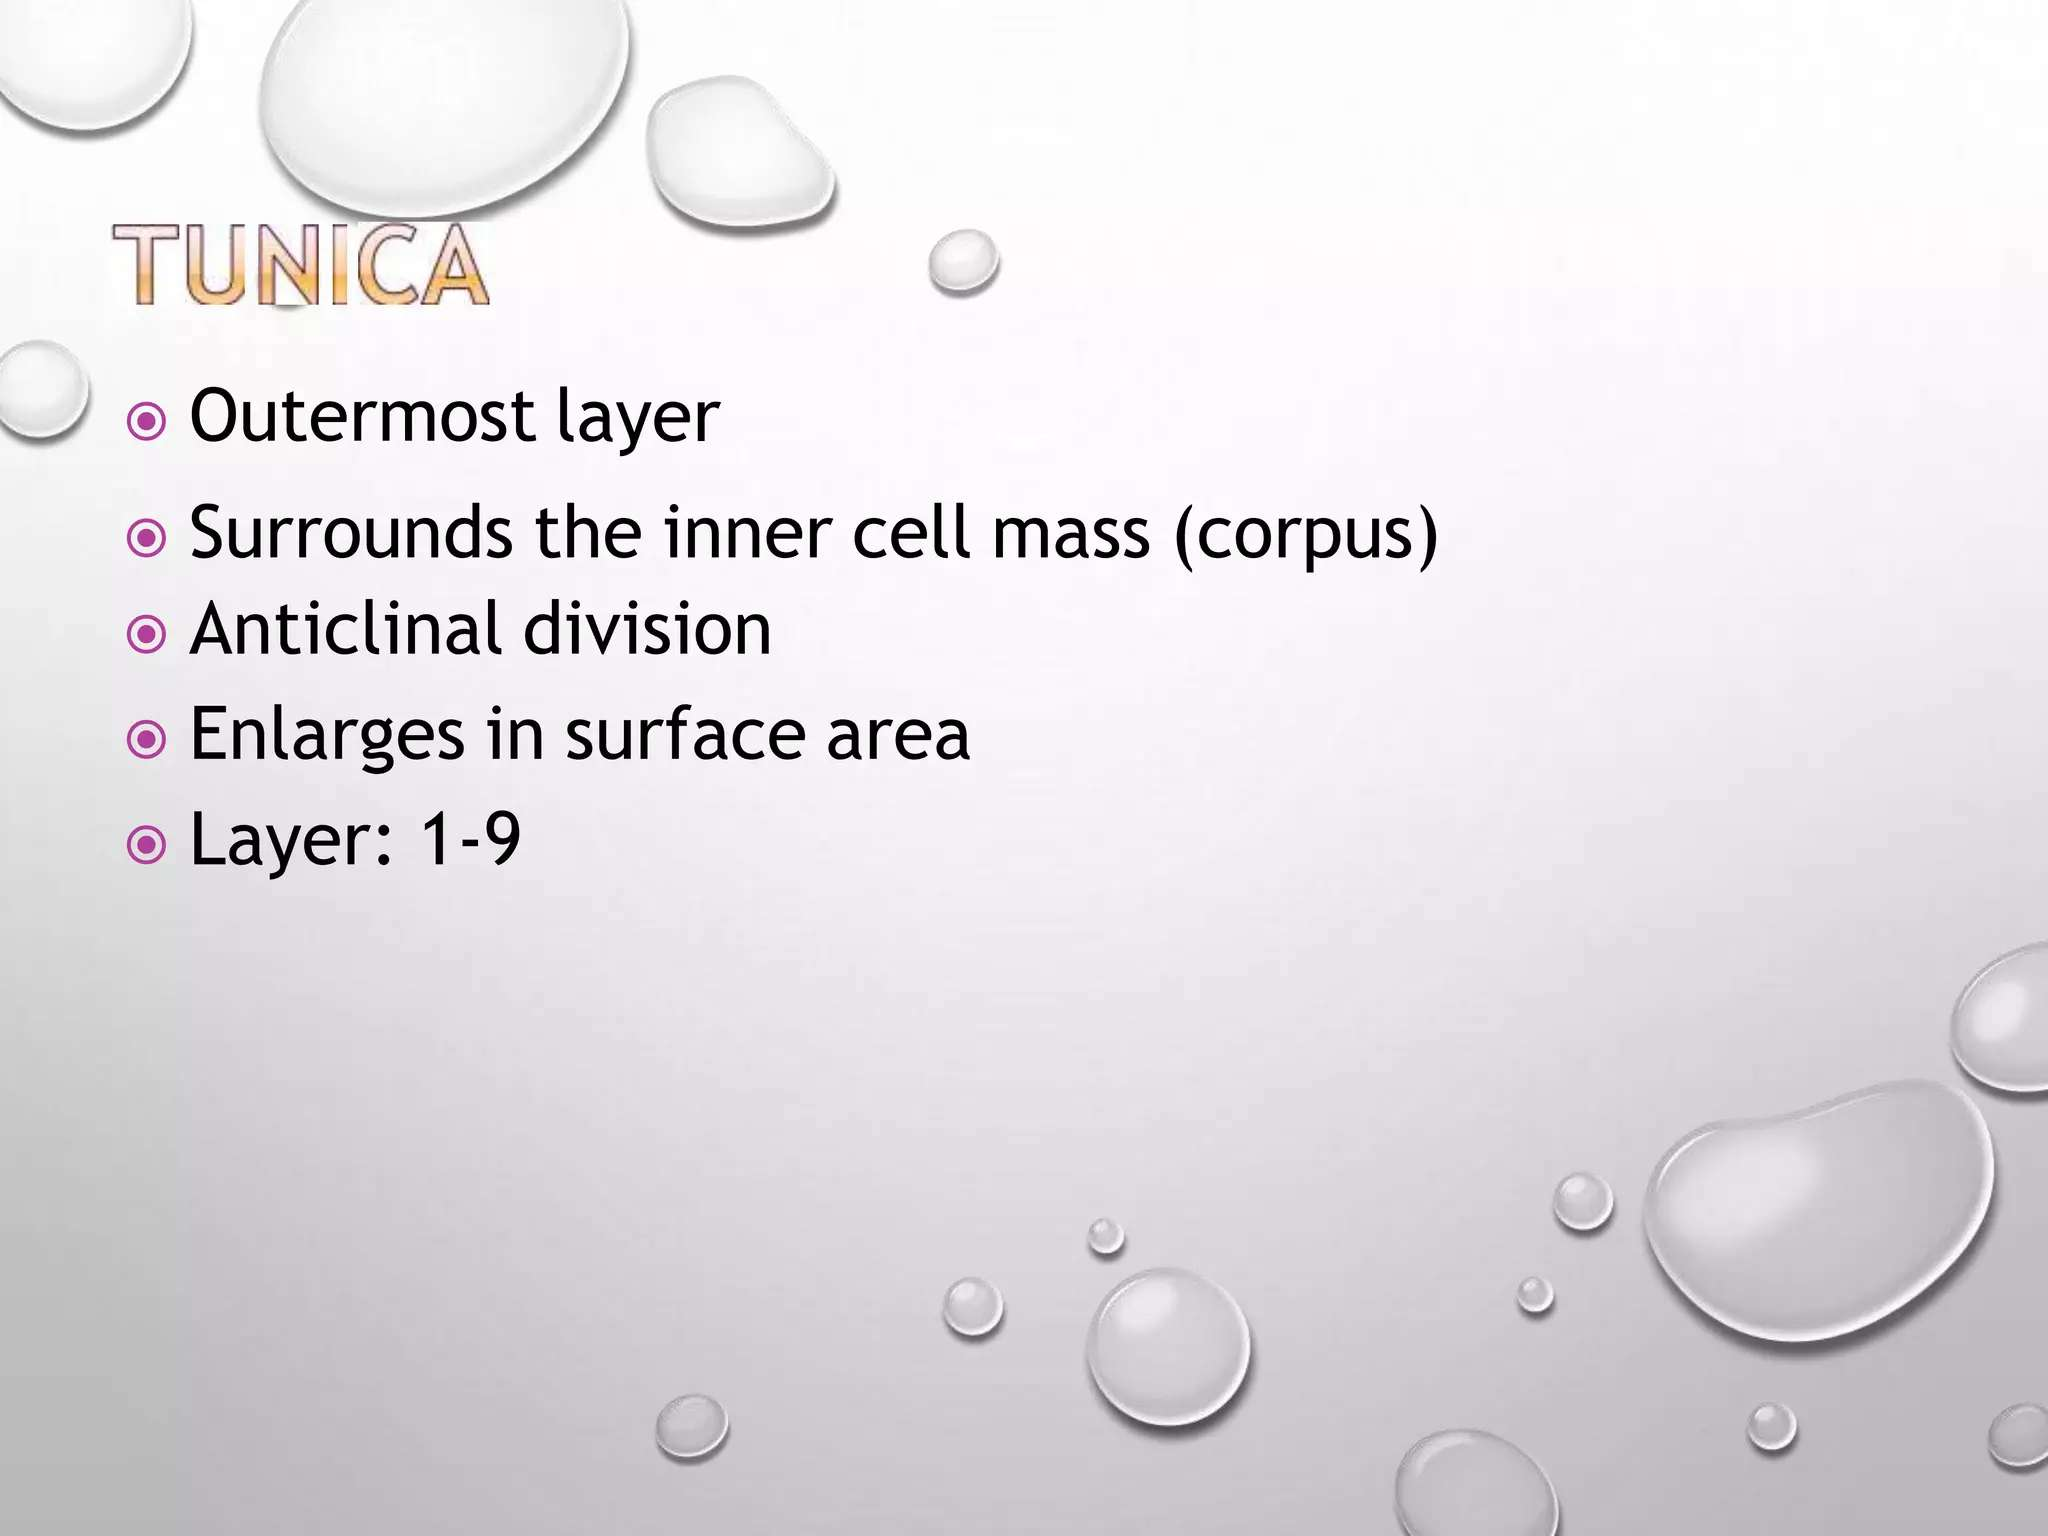 TUNICA
Outermost layer
Surrounds the inner cell mass (corpus)
Anticlinal division
Enlarges in surface area
Layer: 1-9